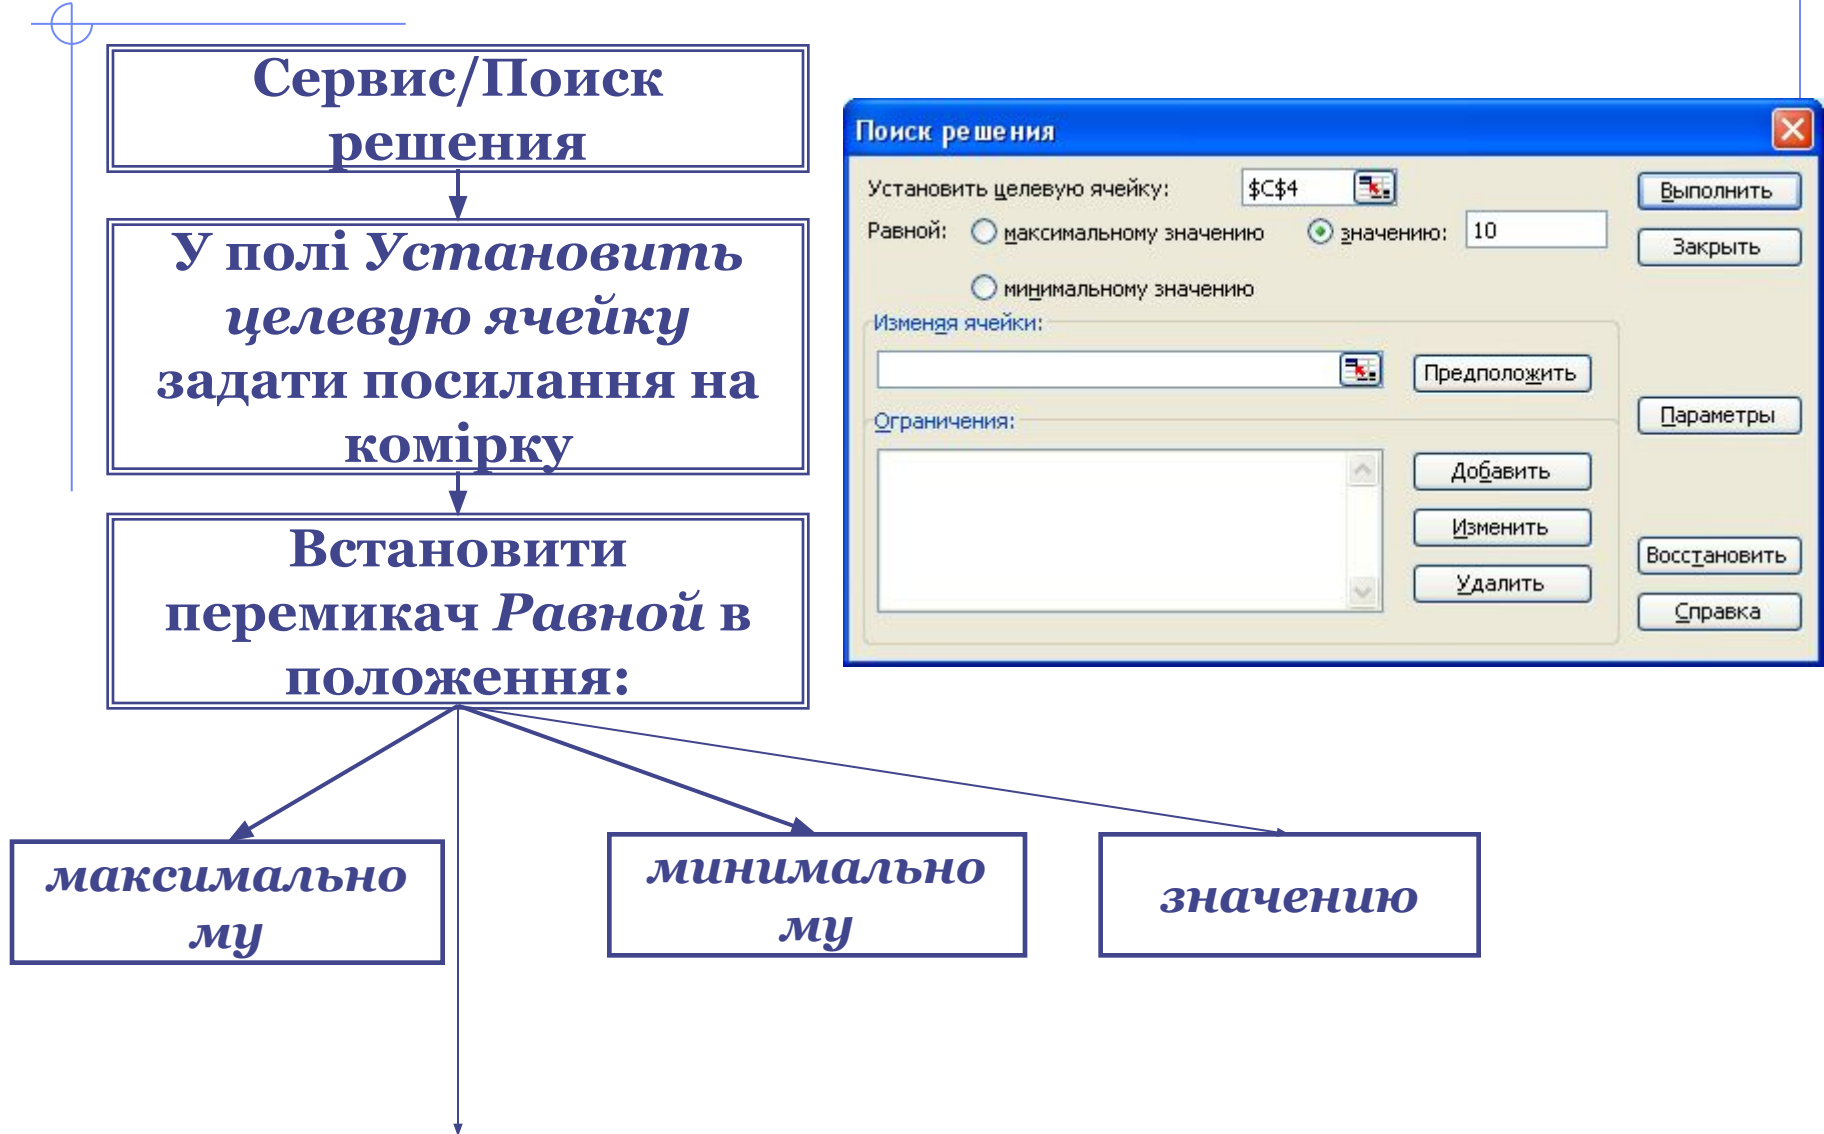 Сервис/Поиск
решения
У полі Установить
целевую ячейку
задати посилання на
комірку
Встановити
перемикач Равной в
положення:
максимально
му
минимально
му
значению
Поиск решения
Установить целевую ячейку:
$C$4
Выполнить
Равной:
максимальному значению
значению:
10
Закрыть
минимальному значению
Изменяя ячейки:
Предположить
Параметры
Ограничения:
Добавить
Изменить
Удалить
Восстановить
Справка